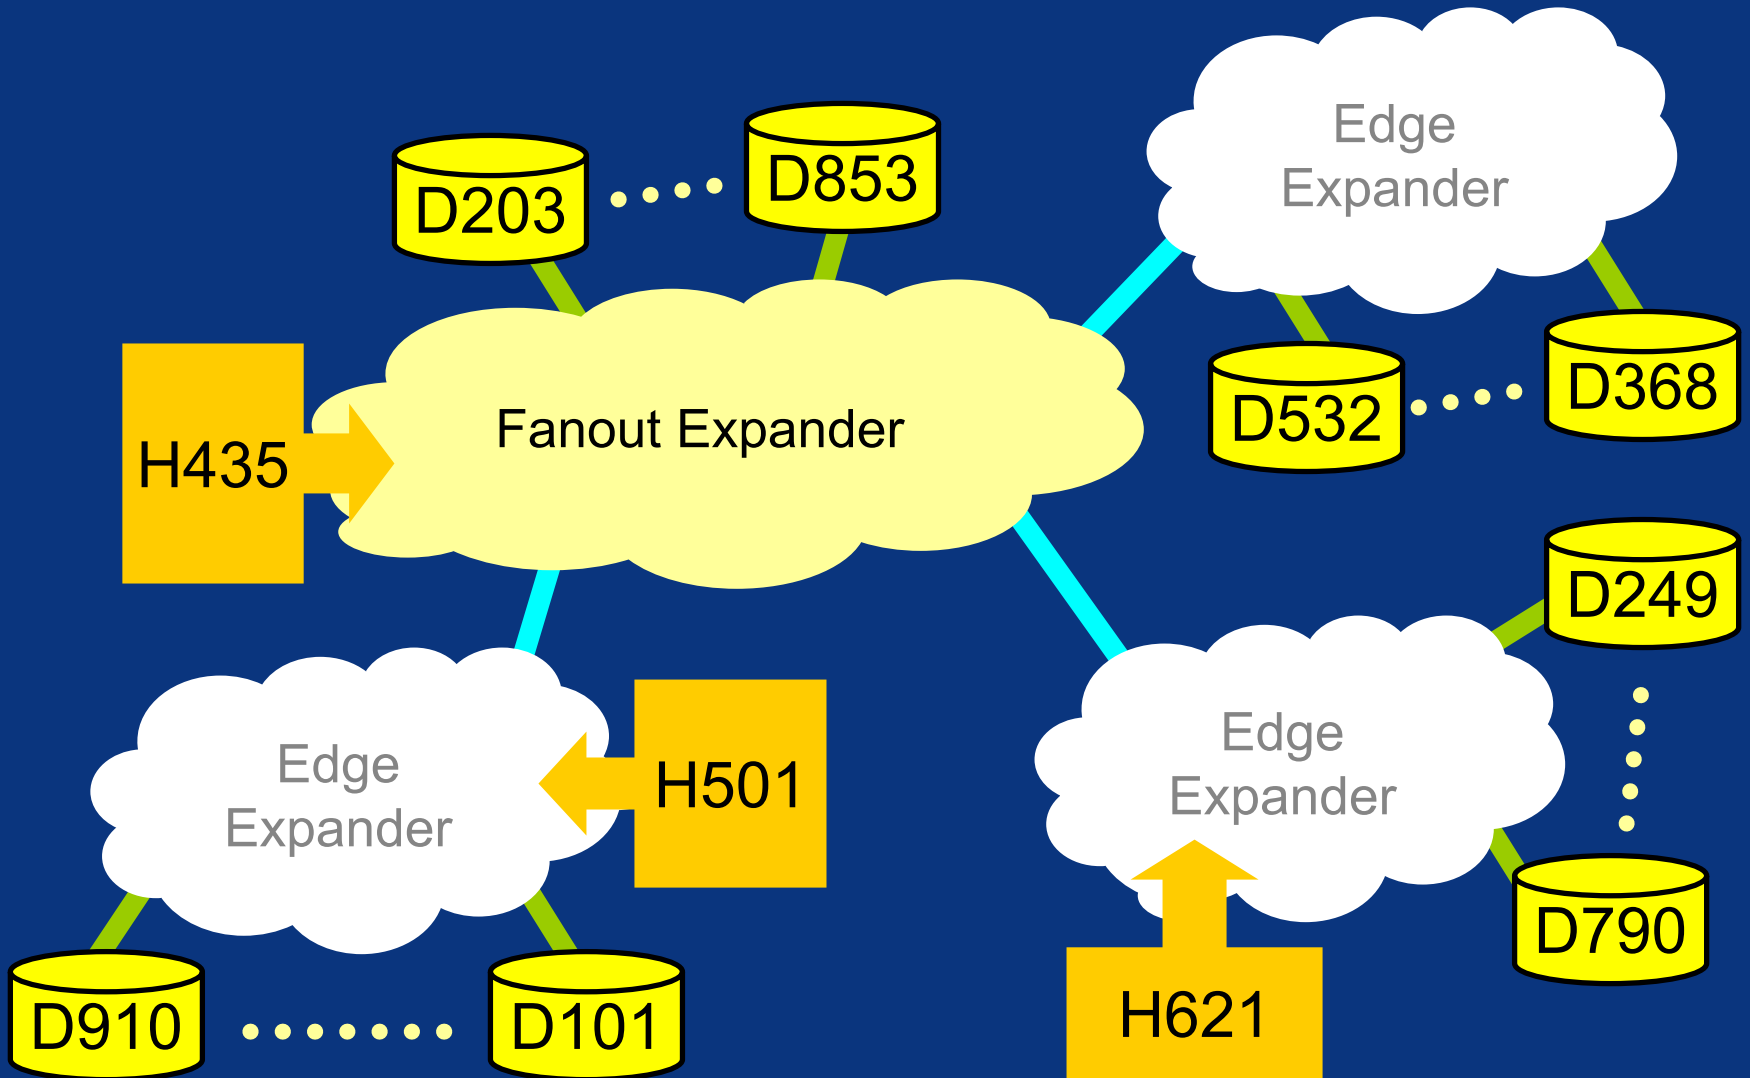 Edge
Expander
D853
D203
D368
D532
Fanout Expander
H435
D249
Edge
Expander
Edge
Expander
H501
D790
D910
D101
H621